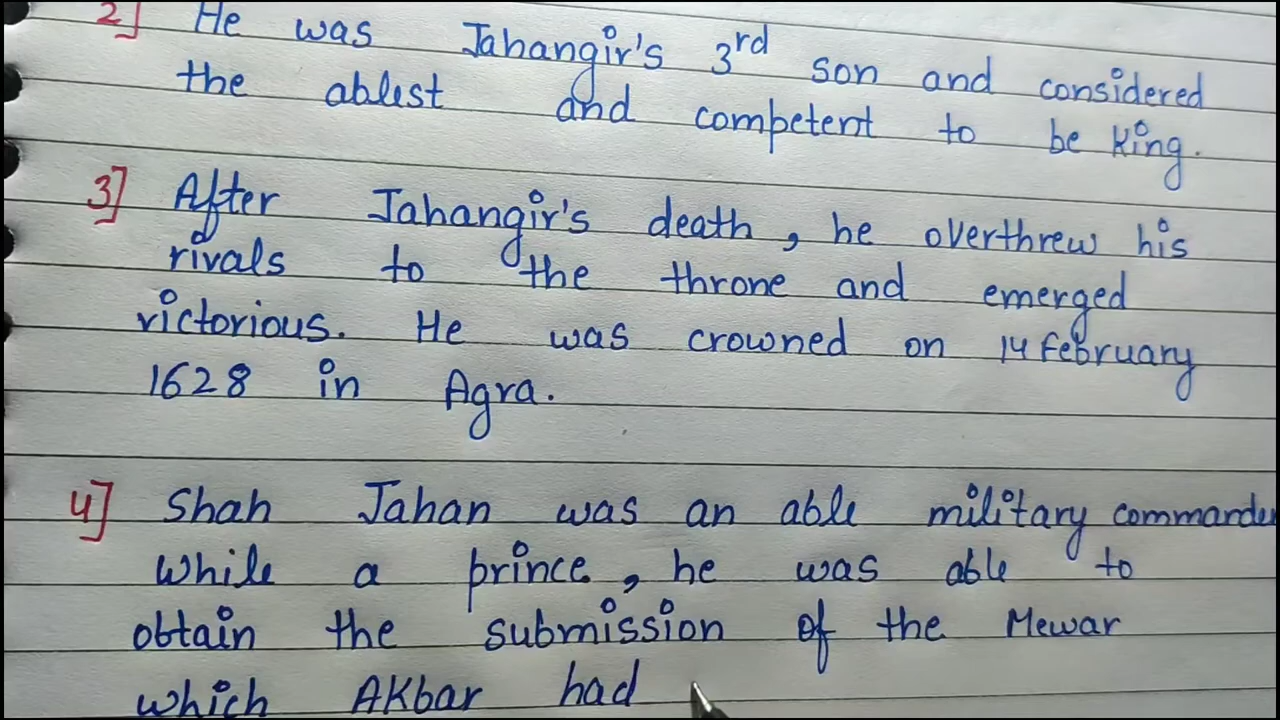 2] He was Jahangir's 3rd son and considered
the ablest and competent to be king.
3] After Jahangir's death, he overthrew his
rivals to the throne and emerged
victorious. He was crowned on 14 February
1628 in Agra.
4] Shah Jahan was an able military commander
while a prince, he was able to
obtain the submission of the Mewar
which Akbar had